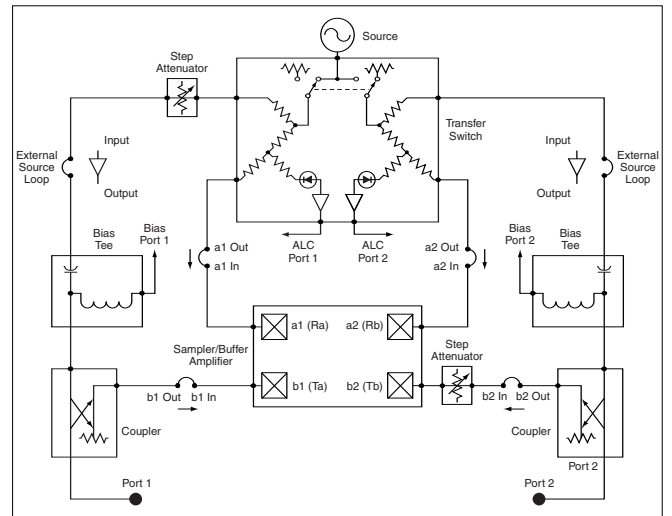 Source
Step
Attenuator
Transfer
Switch
External
Source
Loop
Input
Output
Input
Output
External
Source
Loop
Bias
Tee
Bias
Port 1
a1 Out
a1 In
ALC
Port 1
ALC
Port 2
a2 Out
a2 In
Bias
Port 2
Bias
Tee
a1 (Ra)
a2 (Rb)
Sampler/Buffer
Amplifier
Step
Attenuator
b1 Out
b1 In
b1 (Ta)
b2 (Tb)
b2 In
b2 Out
Coupler
Coupler
Port 2
Port 1
Port 2